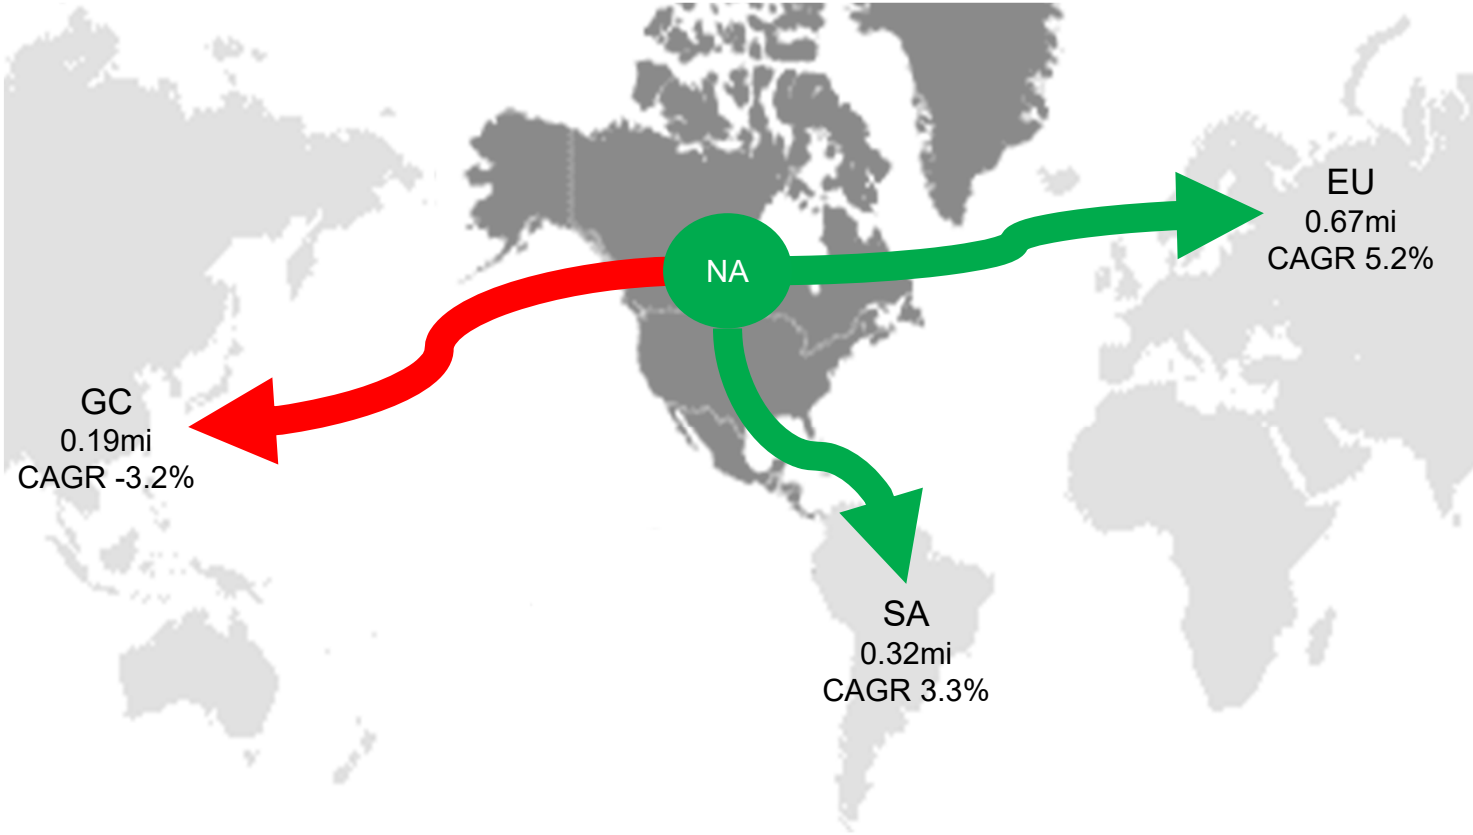 NA
EU
0.67mi
CAGR 5.2%
GC
0.19mi
CAGR -3.2%
SA
0.32mi
CAGR 3.3%